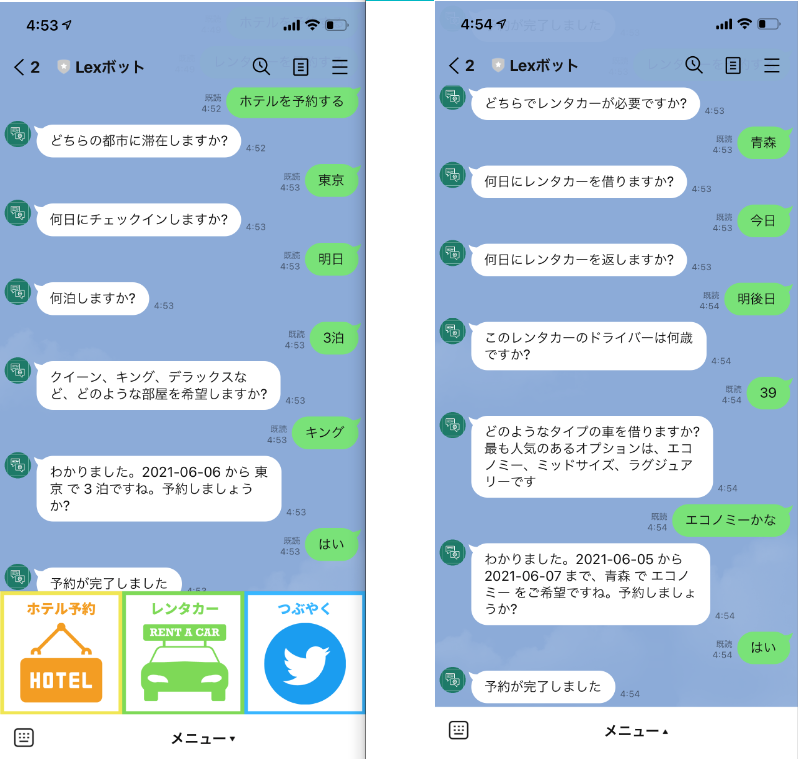 4:53
2
Lexボット
既読
4:52
ホテルを予約する
どちらの都市に滞在しますか?
4:52
既読
4:53
東京
何日にチェックインしますか?
4:53
既読
4:53
明日
何泊しますか?
4:53
既読
4:53
3泊
クイーン、キング、デラックスな
ど、どのような部屋を希望しますか?
4:53
既読
4:53
キング
わかりました。2021-06-06 から 東
京 で 3 泊ですね。予約しましょう
か?
4:53
既読
4:53
はい
予約が完了しました
4:53
ホテル予約
HOTEL
レンタカー
RENT A CAR
つぶやく
メニュー▾
4:54
2
Lexボット
どちらでレンタカーが必要ですか?
4:53
既読
4:53
青森
何日にレンタカーを借りますか?
4:53
既読
4:53
今日
何日にレンタカーを返しますか?
4:53
既読
4:54
明後日
このレンタカーのドライバーは何歳
ですか?
4:54
既読
4:54
39
どのようなタイプの車を借りますか?
最も人気のあるオプションは、エコ
ノミー、ミッドサイズ、ラグジュア
リーです
4:54
既読
4:54
エコノミーかな
わかりました。2021-06-05 から
2021-06-07 まで、青森 で エコノ
ミー をご希望ですね。予約しましょ
うか?
4:54
既読
4:54
はい
予約が完了しました
4:54
メニュー▴